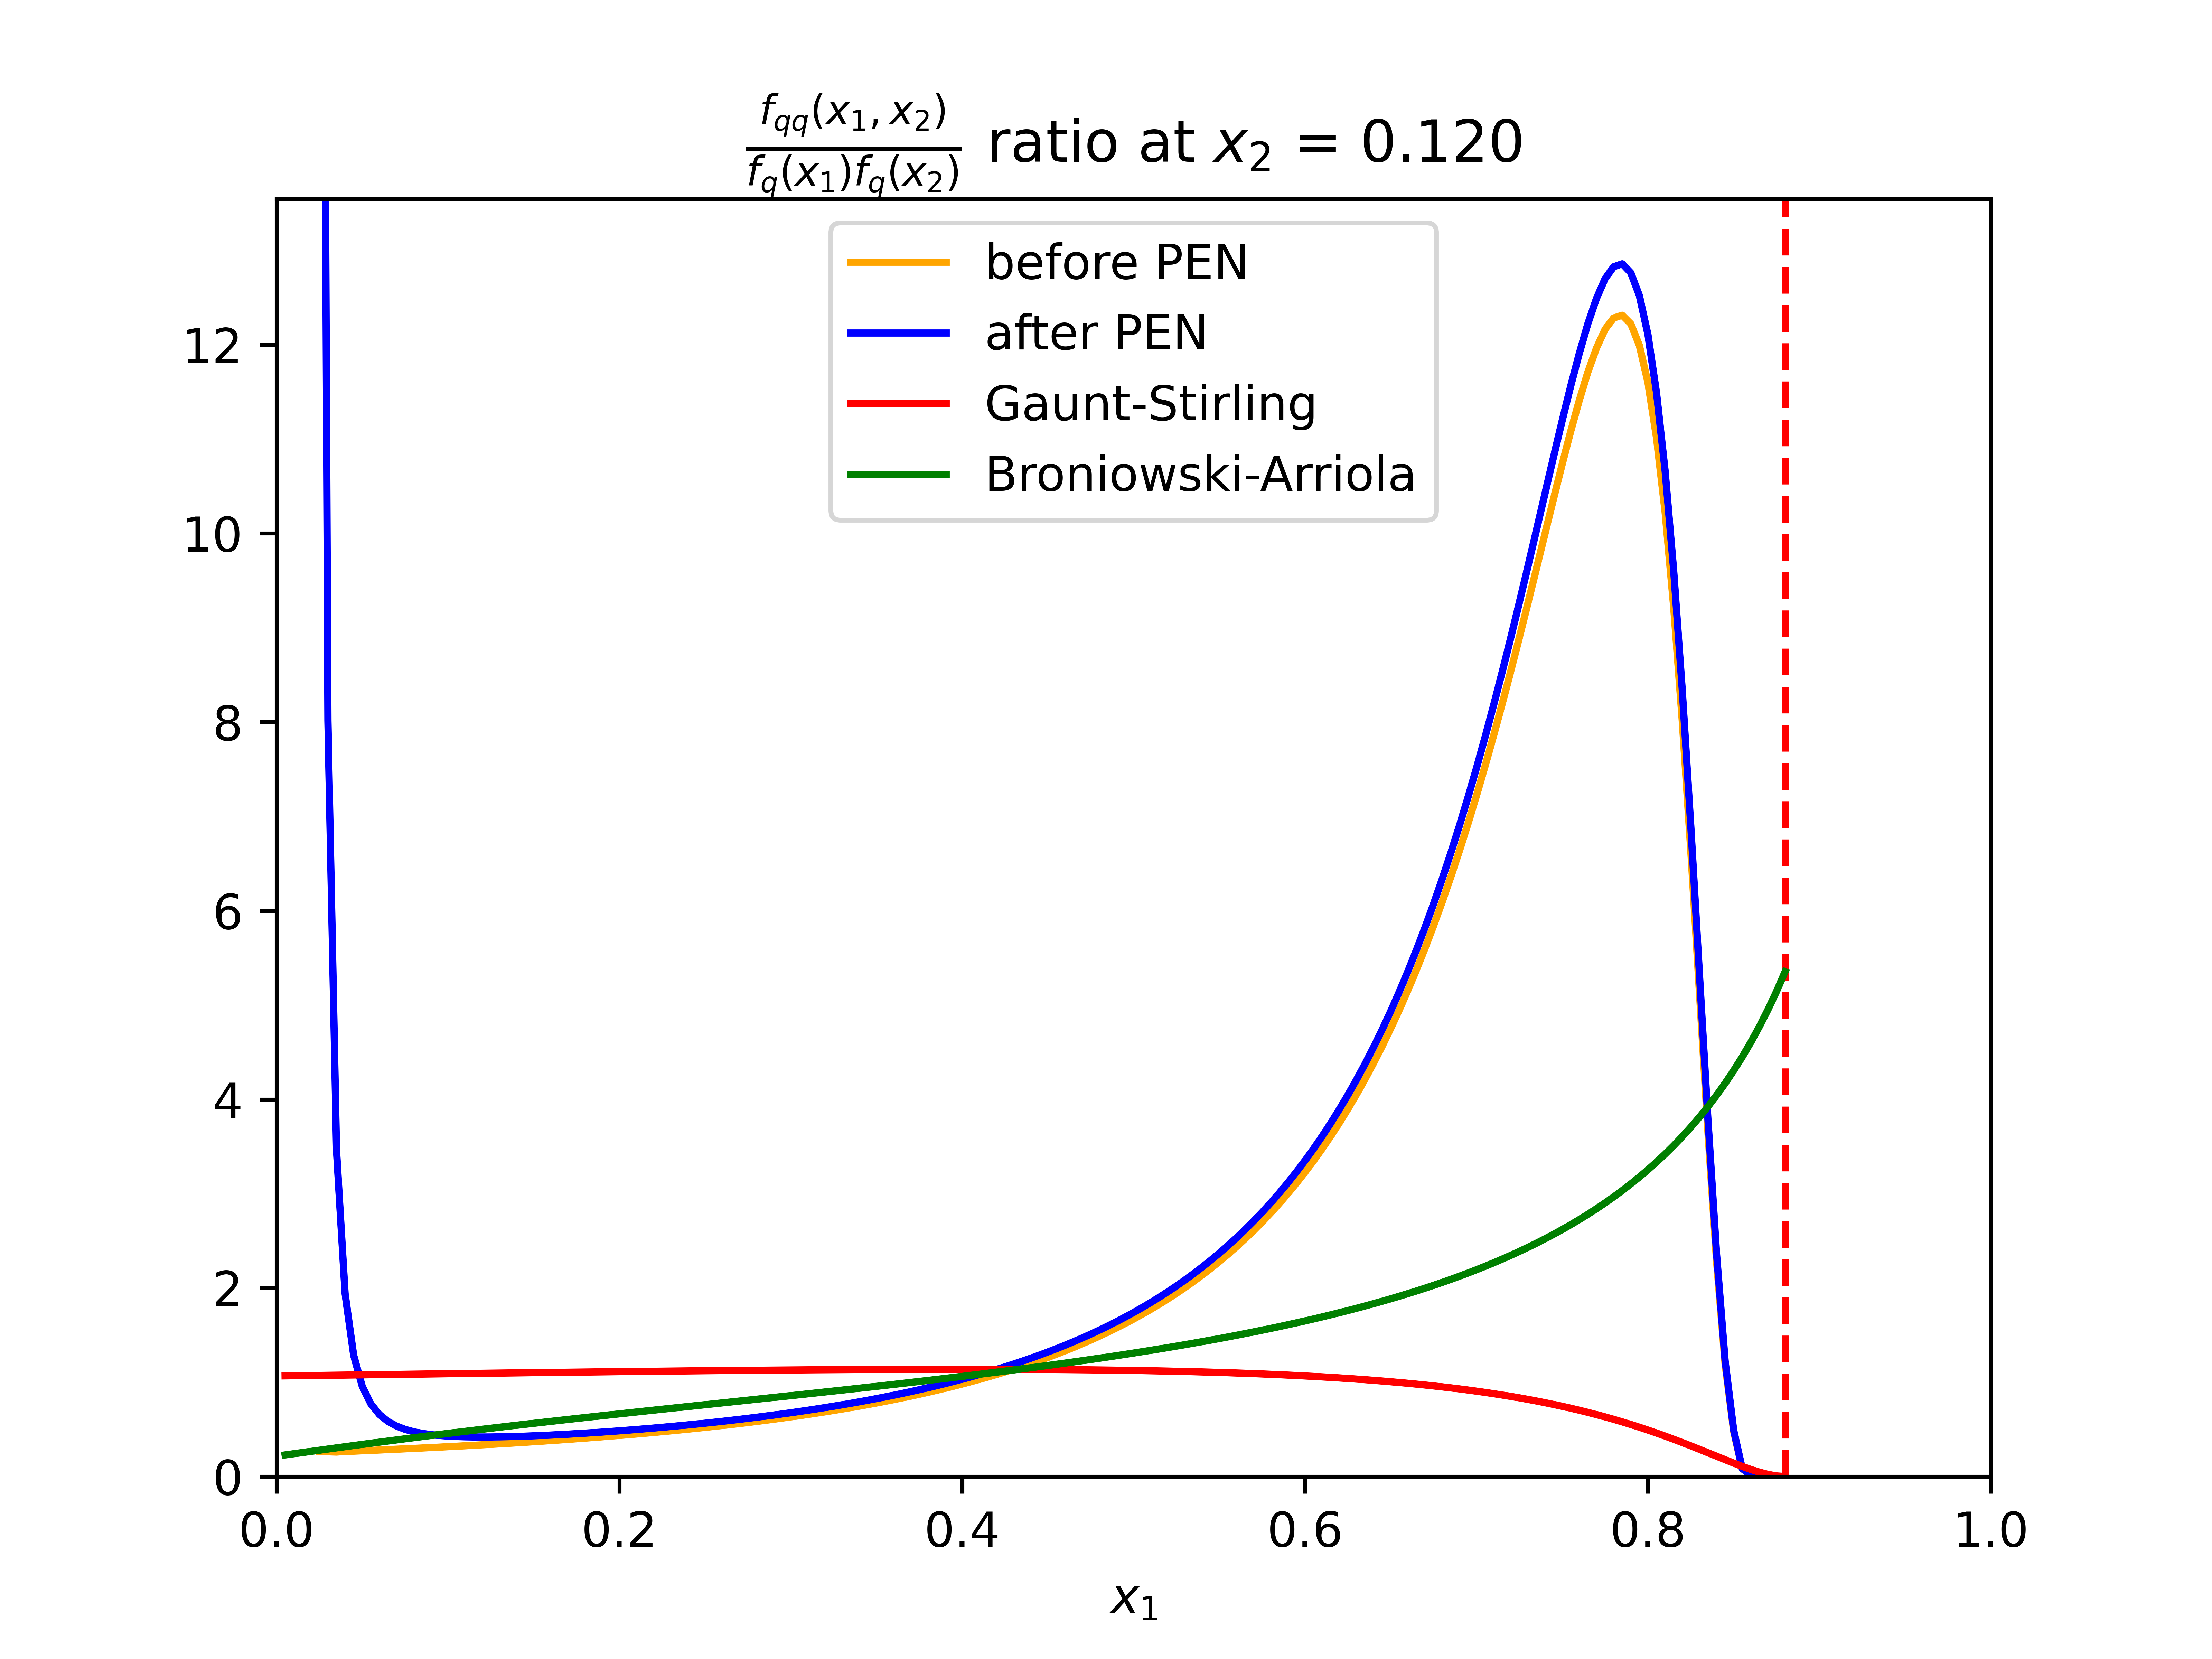 f_qq(x_1, x_2) / f_q(x_1)f_q(x_2) ratio at x_2 = 0.120
before PEN
after PEN
Gaunt-Stirling
Broniowski-Arriola
12
10
8
6
4
2
0
0.0 0.2 0.4 0.6 0.8 1.0
x_1